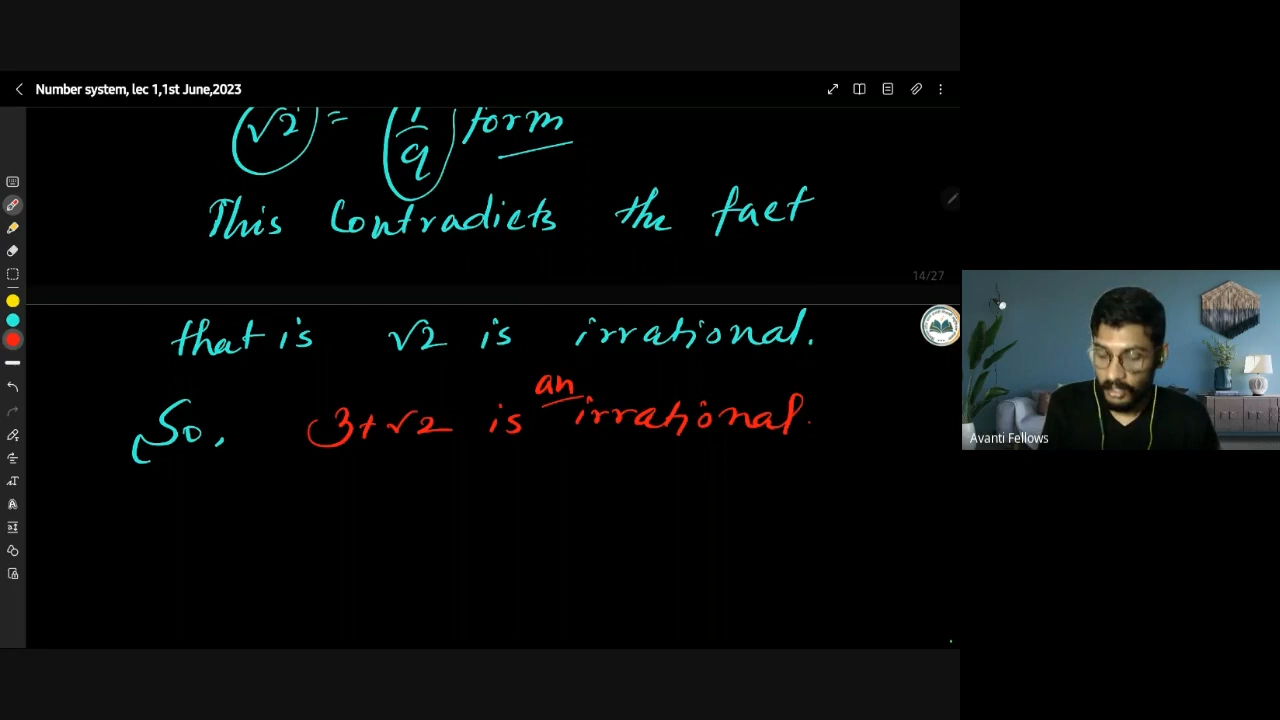 Number system, lec 1,1st June,2023
(√2) = (1/q) form
This Contradicts the fact
14/27
that is √2 is irrational.
an
So, 3+√2 is irrational.
Avanti Fellows